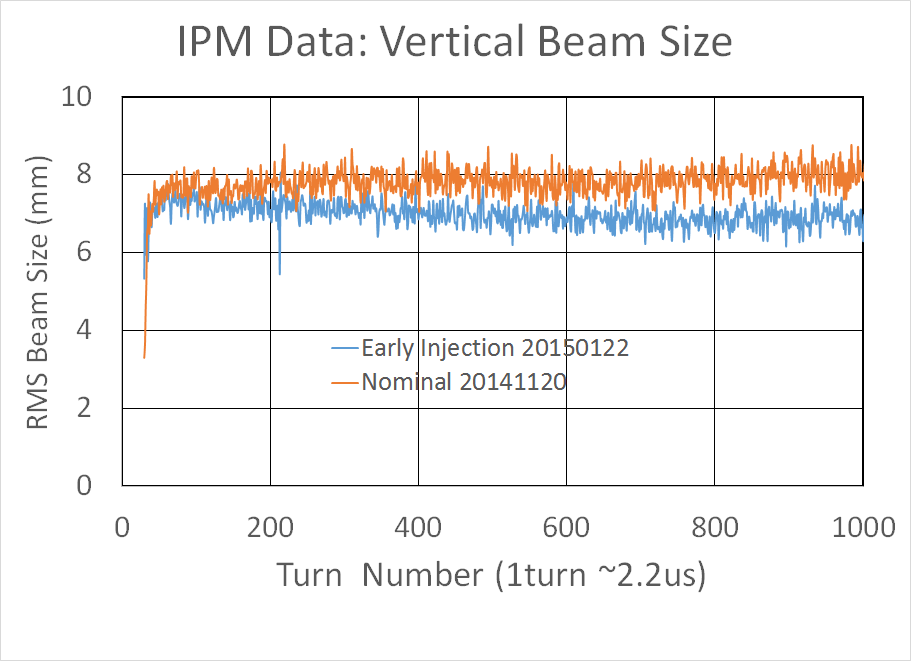 IPM Data: Vertical Beam Size
10
8
6
4
2
0
RMS Beam Size (mm)
Early Injection 20150122
Nominal 20141120
0 200 400 600 800 1000
Turn  Number (1turn ~2.2us)